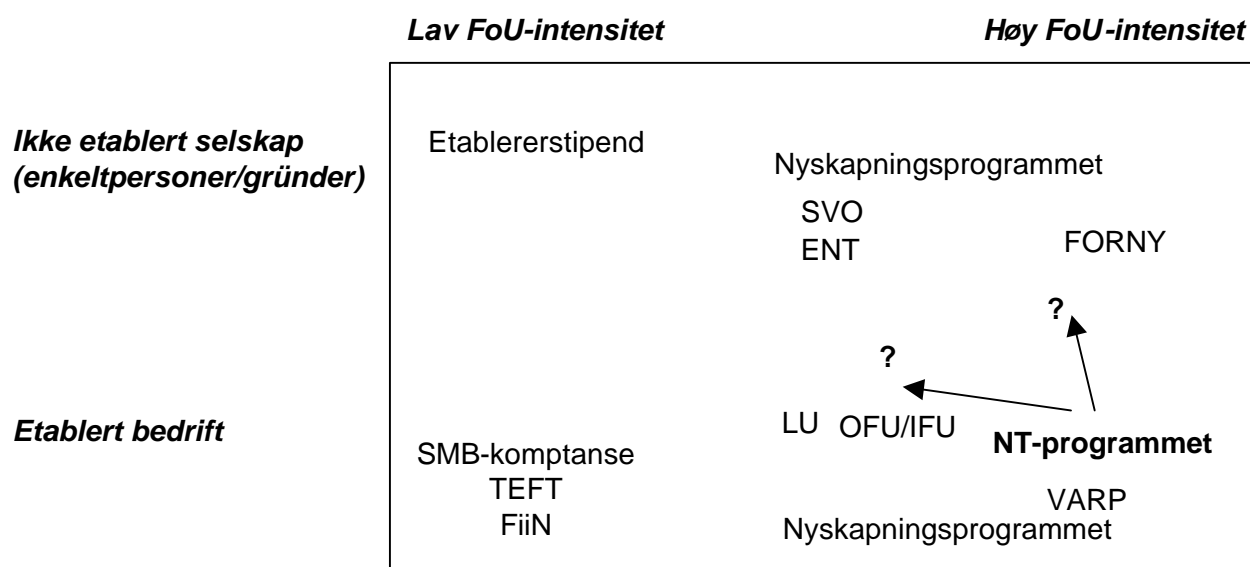 Lav FoU-intensitet
Høy FoU-intensitet
Ikke etablert selskap
(enkeltpersoner/gründer)
Etablererstipend
Nyskapningsprogrammet
SVO
ENT
FORNY
?
?
Etablert bedrift
LU
OFU/IFU
NT-programmet
SMB-komptanse
TEFT
FiiN
VARP
Nyskapningsprogrammet